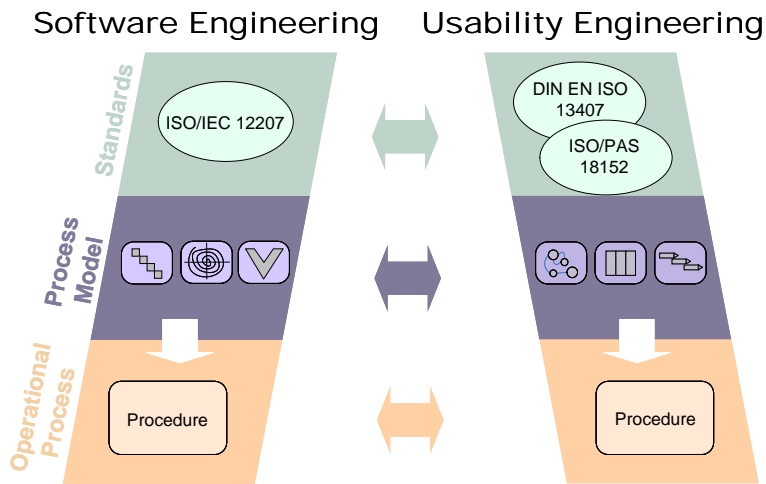 Software Engineering
Usability Engineering
Standards
ISO/IEC 12207
DIN EN ISO
13407
ISO/PAS
18152
Process
Model
Operational
Process
Procedure
Procedure